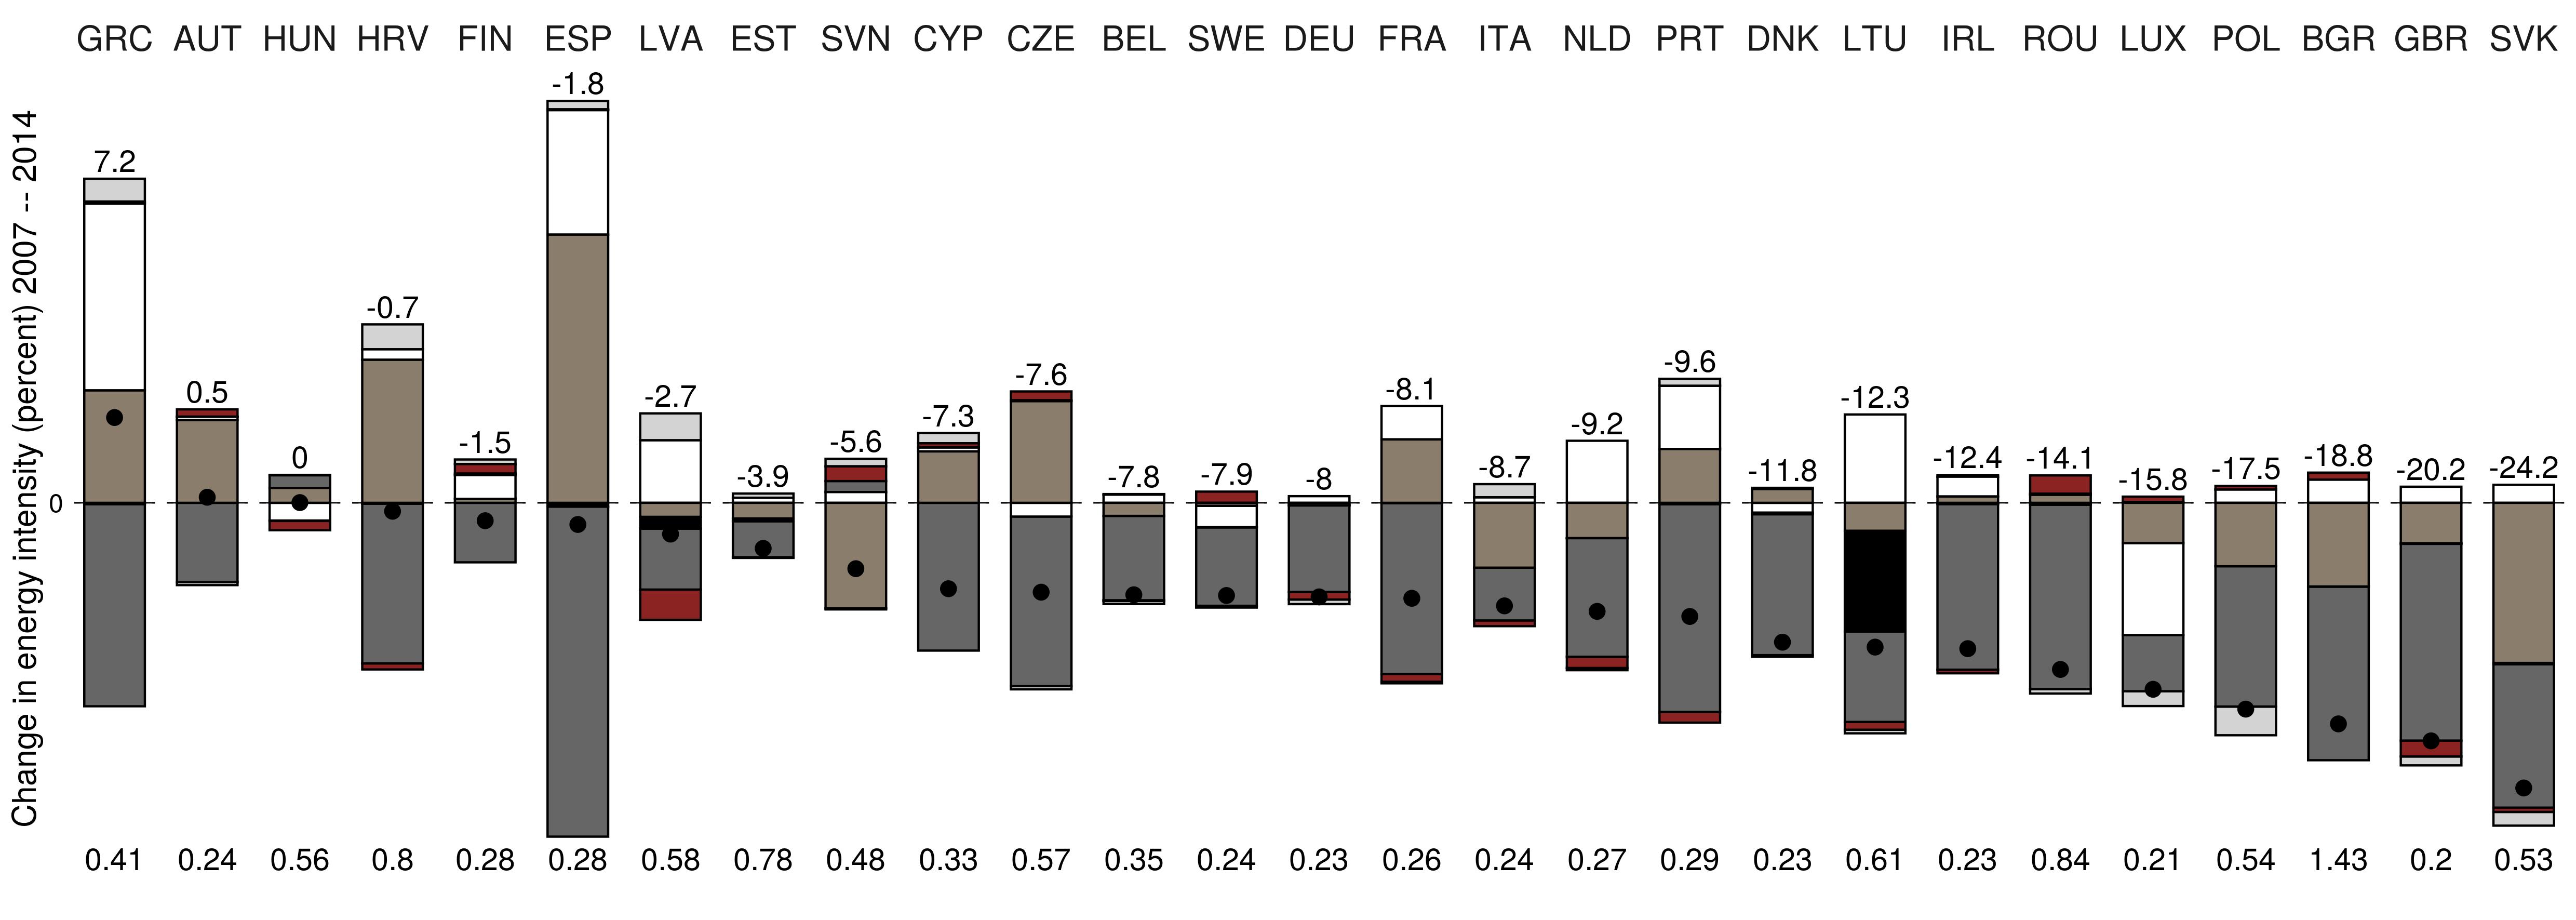 GRC AUT HUN HRV FIN ESP LVA EST SVN CYP CZE BEL SWE DEU FRA ITA NLD PRT DNK LTU IRL ROU LUX POL BGR GBR SVK
7.2 0.5 0 -0.7 -1.5 -1.8 -2.7 -3.9 -5.6 -7.3 -7.6 -7.8 -7.9 -8 -8.1 -8.7 -9.2 -9.6 -11.8 -12.3 -12.4 -14.1 -15.8 -17.5 -18.8 -20.2 -24.2
Change in energy intensity (percent) 2007 -- 2014
0
0.41 0.24 0.56 0.8 0.28 0.28 0.58 0.78 0.48 0.33 0.57 0.35 0.24 0.23 0.26 0.24 0.27 0.29 0.23 0.61 0.23 0.84 0.21 0.54 1.43 0.2 0.53